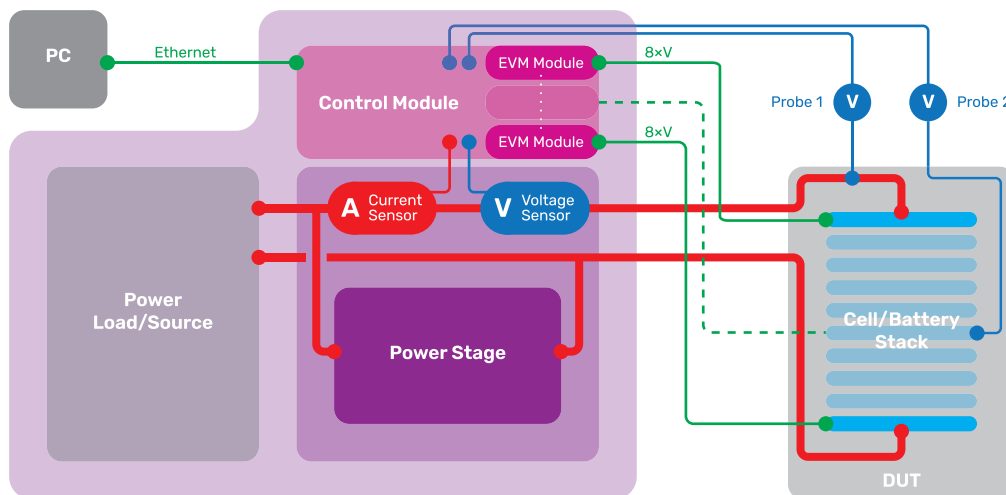 PC
Ethernet
Control Module
EVM Module
EVM Module
8×V
8×V
Probe 1
V
V
Probe 2
A
Current
Sensor
V
Voltage
Sensor
Power
Load/Source
Power Stage
Cell/Battery
Stack
DUT